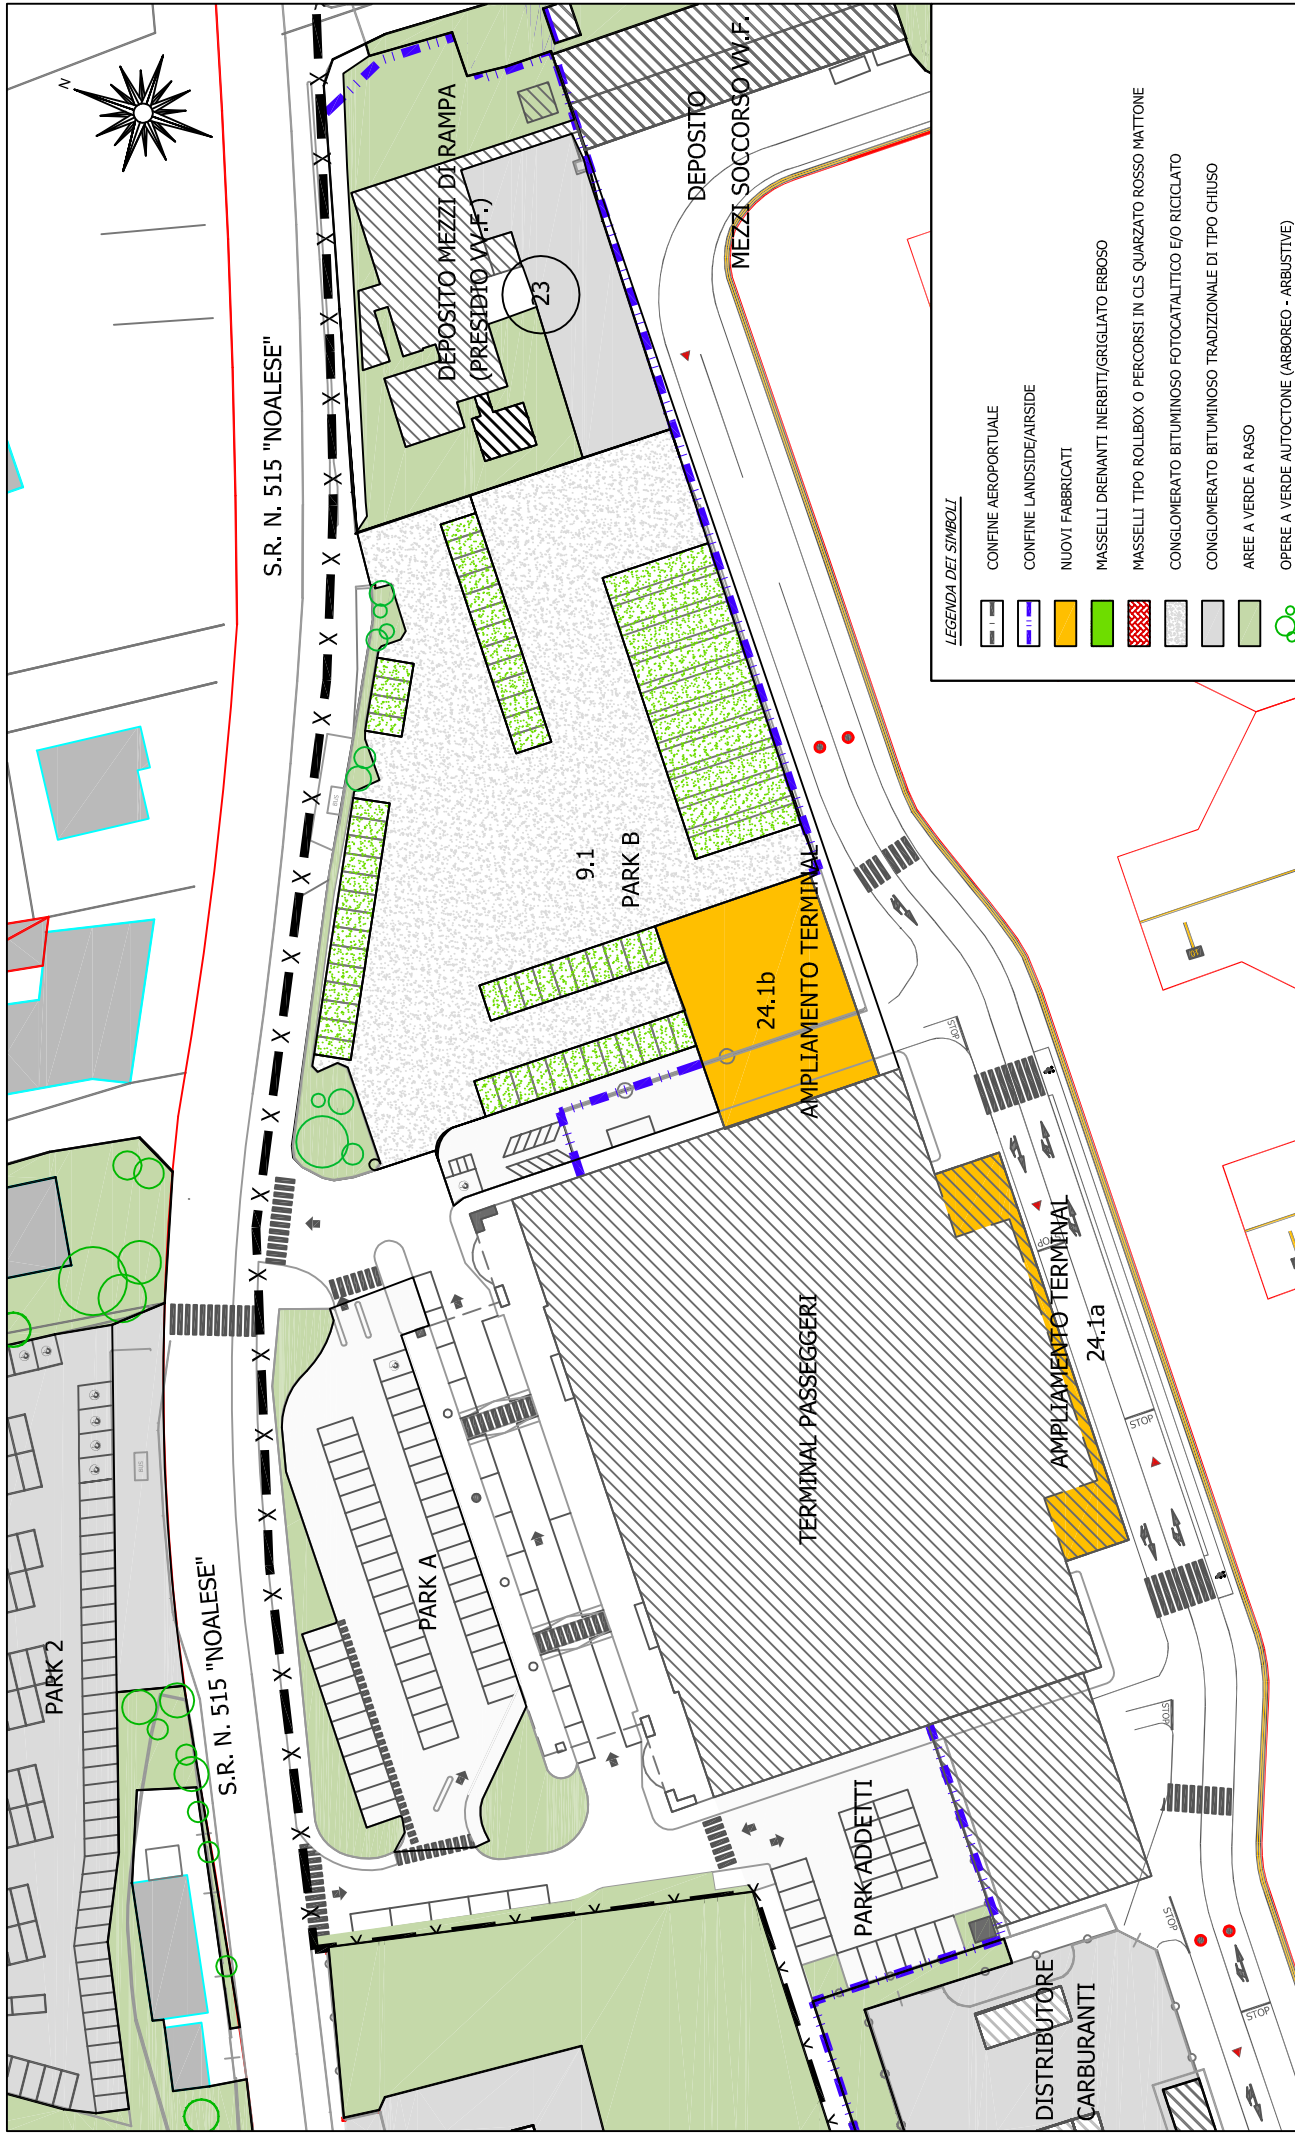 N
S.R. N. 515 "NOALESE"
DEPOSITO MEZZI DI RAMPA
(PRESIDIO VV.F.)
23
DEPOSITO
MEZZI SOCCORSO VV.F.
9.1
PARK B
BUS
24.1b
AMPLIAMENTO TERMINAL
STOP
TERMINAL PASSEGGERI
AMPLIAMENTO TERMINAL
24.1a
STOP
STOP
PARK 2
BUS
S.R. N. 515 "NOALESE"
PARK A
PARK ADDETTI
STOP
STOP
STOP
DISTRIBUTORE
CARBURANTI
LEGENDA DEI SIMBOLI
CONFINE AEROPORTUALE
CONFINE LANDSIDE/AIRSIDE
NUOVI FABBRICATI
MASSELLI DRENANTI INERBITI/GRIGLIATO ERBOSO
MASSELLI TIPO ROLLBOX O PERCORSI IN CLS QUARZATO ROSSO MATTONE
CONGLOMERATO BITUMINOSO FOTOCATALITICO E/O RICICLATO
CONGLOMERATO BITUMINOSO TRADIZIONALE DI TIPO CHIUSO
AREE A VERDE A RASO
OPERE A VERDE AUTOCTONE (ARBOREO - ARBUSTIVE)